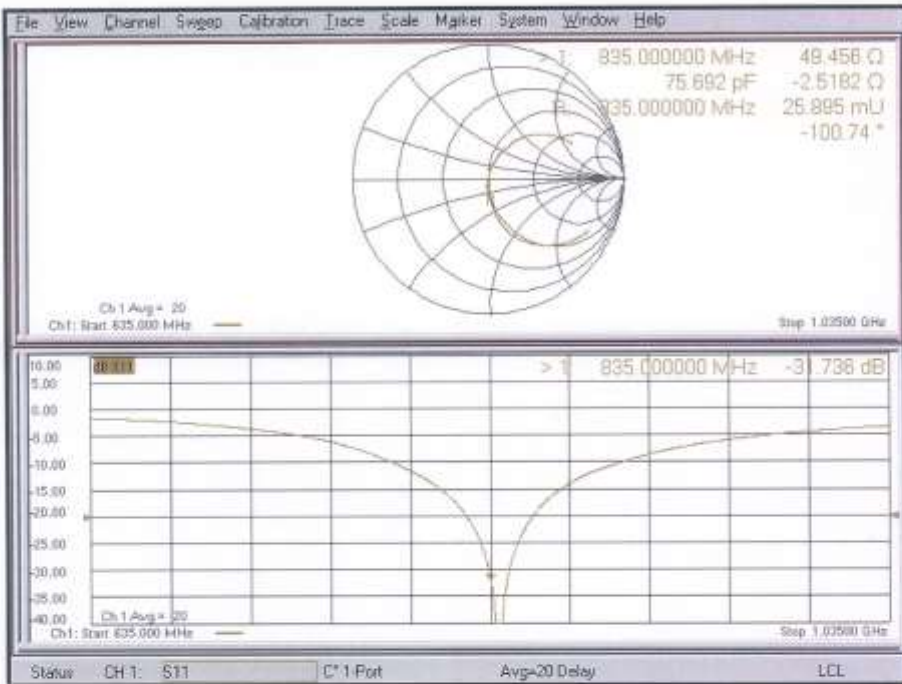 File View Channel Sweep Calibration Trace Scale Marker System Window Help
> 1: 835.000000 MHz 49.456 Ω
75.692 pF -2.5182 Ω
R: 835.000000 MHz 25.895 mU
-100.74 °
Ch 1 Avg = 20
Ch1: Start 635.000 MHz
Stop 1.03500 GHz
10.00
5.00
0.00
-5.00
-10.00
-15.00
-20.00
-25.00
-30.00
-35.00
-40.00
dB S11
> 1 835.000000 MHz -31.736 dB
Ch 1 Avg = 20
Ch1: Start 635.000 MHz
Stop 1.03500 GHz
Status CH 1: S11 C* 1-Port Avg=20 Delay LCL